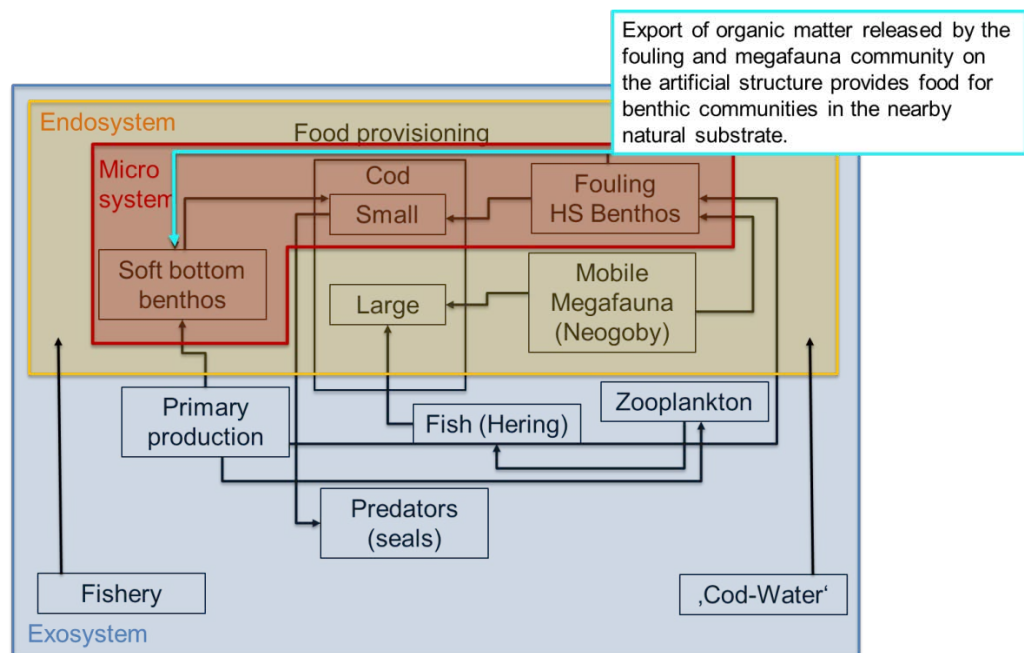 Export of organic matter released by the
fouling and megafauna community on
the artificial structure provides food for
benthic communities in the nearby
natural substrate.
Endosystem
Food provisioning
Micro
system
Cod
Small
Fouling
HS Benthos
Soft bottom
benthos
Large
Mobile
Megafauna
(Neogoby)
Primary
production
Fish (Hering)
Zooplankton
Predators
(seals)
Fishery
‚Cod-Water‘
Exosystem